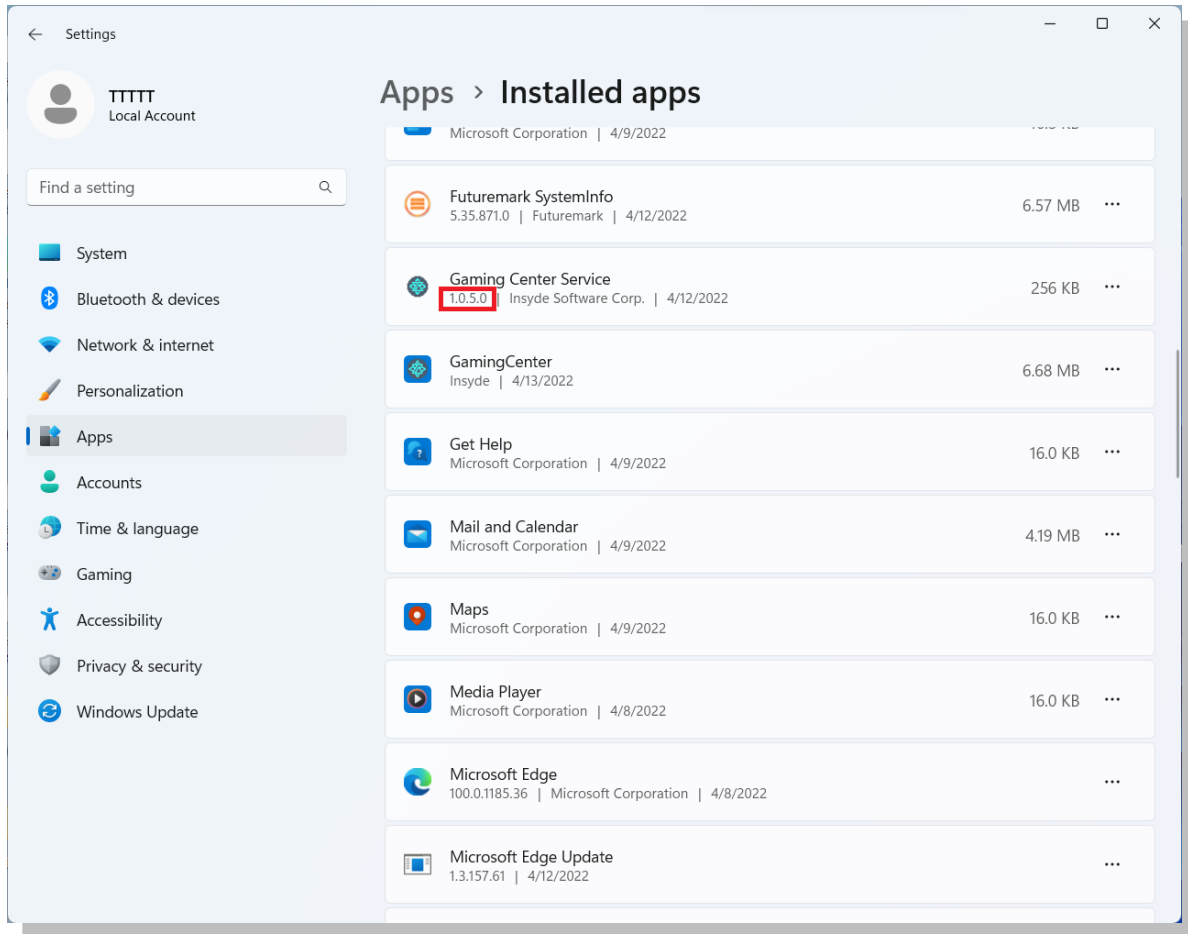 Settings
TTTTT
Local Account
Find a setting
System
Bluetooth & devices
Network & internet
Personalization
Apps
Accounts
Time & language
Gaming
Accessibility
Privacy & security
Windows Update
Apps > Installed apps
Microsoft Corporation | 4/9/2022
Futuremark SystemInfo
5.35.871.0 | Futuremark | 4/12/2022
6.57 MB
Gaming Center Service
1.0.5.0 | Insyde Software Corp. | 4/12/2022
256 KB
GamingCenter
Insyde | 4/13/2022
6.68 MB
Get Help
Microsoft Corporation | 4/9/2022
16.0 KB
Mail and Calendar
Microsoft Corporation | 4/9/2022
4.19 MB
Maps
Microsoft Corporation | 4/9/2022
16.0 KB
Media Player
Microsoft Corporation | 4/8/2022
16.0 KB
Microsoft Edge
100.0.1185.36 | Microsoft Corporation | 4/8/2022
Microsoft Edge Update
1.3.157.61 | 4/12/2022